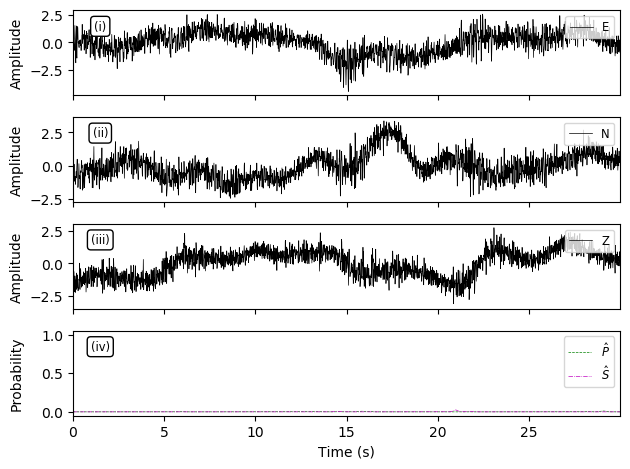 Amplitude
2.5
0.0
−2.5
(i)
E
Amplitude
2.5
0.0
−2.5
(ii)
N
Amplitude
2.5
0.0
−2.5
(iii)
Z
Probability
1.0
0.5
0.0
(iv)
P̂
Ŝ
0 5 10 15 20 25
Time (s)